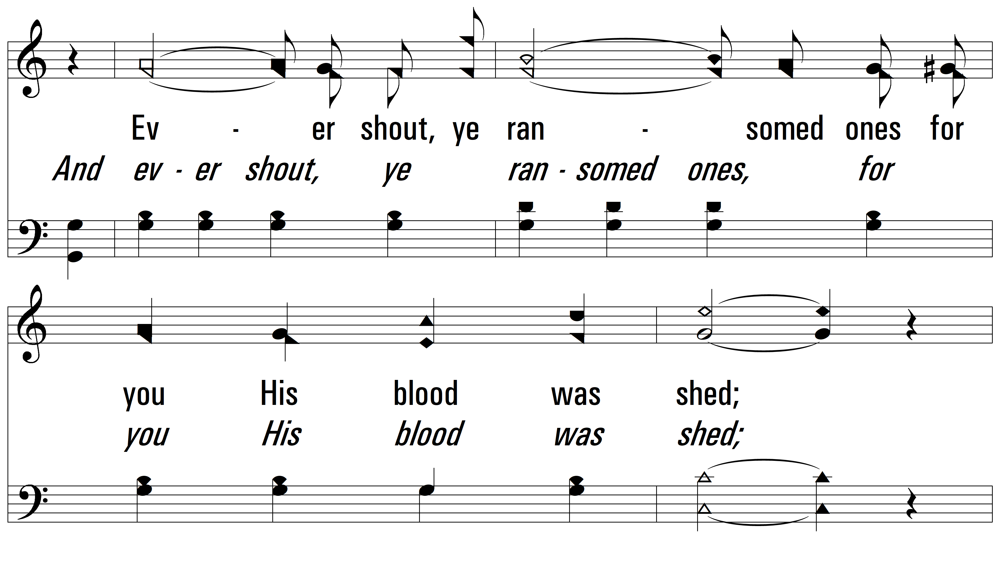 Ev - er shout, ye ran - somed ones for
And ev - er shout, ye ran - somed ones, for
you His blood was shed;
you His blood was shed;